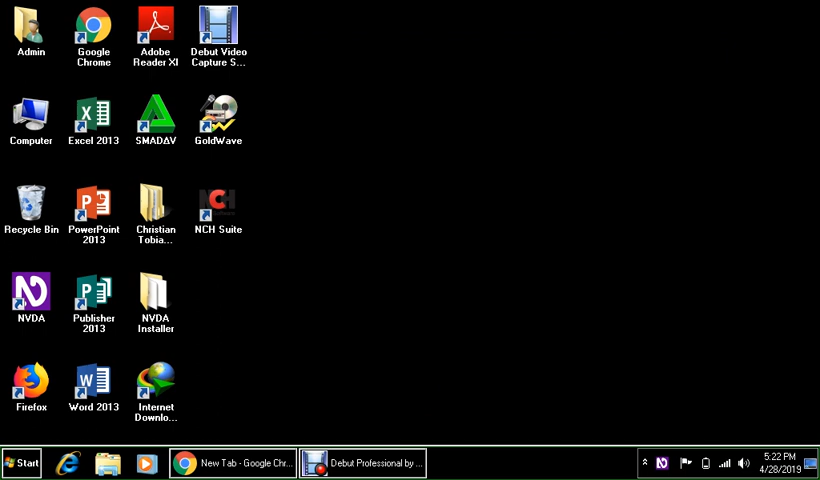 Admin
Google
Chrome
Adobe
Reader XI
Debut Video
Capture S...
Computer
Excel 2013
SMADAV
GoldWave
Recycle Bin
PowerPoint
2013
Christian
Tobia...
NCH
NCH Suite
NVDA
Publisher
2013
NVDA
Installer
Firefox
Word 2013
Internet
Downlo...
Start
New Tab - Google Chr...
Debut Professional by ...
5:22 PM
4/28/2019